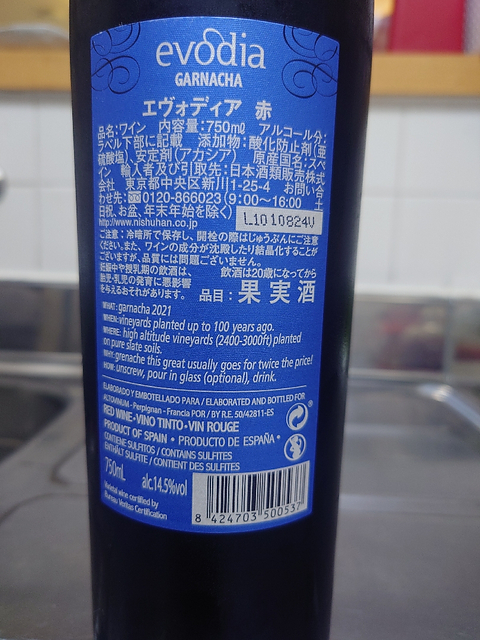 evodia
GARNACHA
エヴォディア 赤
品名:ワイン 内容量:750mℓ アルコール分:
ラベル下部に記載 添加物:酸化防止剤(亜
硫酸塩)、安定剤(アカシア) 原産国名:スペ
イン 輸入者及び引取先:日本酒類販売株式
会社 東京都中央区新川1-25-4 お問い合
わせ先:0120-866023(9:00〜16:00 土
日祝、お盆、年末年始を除く)
L1010824V
http://www.nishuhan.co.jp
ご注意:冷暗所で保存し、開栓の際はじゅうぶんにご注意
ください。また、ワインの成分が沈殿したり結晶化することが
ございますが、品質には問題ございません。
妊娠中や授乳期の飲酒は、 飲酒は20歳になってから
胎児・乳児の発育に悪影響
を与えるおそれがあります。 品目:果実酒
WHAT: garnacha 2021
WHEN: vineyards planted up to 100 years ago.
WHERE: high altitude vineyards (2400-3000ft) planted
on pure slate soils.
WHY: grenache this great usually goes for twice the price!
HOW: unscrew, pour in glass (optional), drink.
ELABORADO Y EMBOTELLADO PARA / ELABORATED AND BOTTLED FOR
ALTOVINUM - Perpignan - Francia POR / BY R.E. 50/42811-ES
RED WINE • VINO TINTO • VIN ROUGE
PRODUCT OF SPAIN • PRODUCTO DE ESPAÑA •
CONTIENE SULFITOS / CONTAINS SULFITES
ENTHÄLT SULFITE / CONTIENT DES SULFITES
750mL alc.14.5%vol
Varietal wine certified by
Bureau Veritas Certification
8 424703 500537